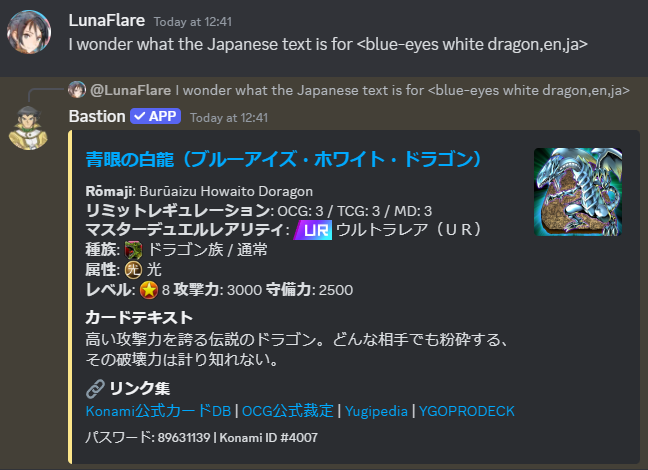 LunaFlare Today at 12:41
I wonder what the Japanese text is for <blue-eyes white dragon,en,ja>
@LunaFlare I wonder what the Japanese text is for <blue-eyes white dragon,en,ja>
Bastion ✓ APP Today at 12:41
青眼の白龍（ブルーアイズ・ホワイト・ドラゴン）
Rōmaji: Burūaizu Howaito Doragon
リミットレギュレーション: OCG: 3 / TCG: 3 / MD: 3
マスターデュエルレアリティ: UR ウルトラレア（ＵＲ）
種族: ドラゴン族 / 通常
属性: 光 光
レベル: 8 攻撃力: 3000 守備力: 2500
カードテキスト
高い攻撃力を誇る伝説のドラゴン。どんな相手でも粉砕する、
その破壊力は計り知れない。
リンク集
Konami公式カードDB | OCG公式裁定 | Yugipedia | YGOPRODECK
パスワード: 89631139 | Konami ID #4007